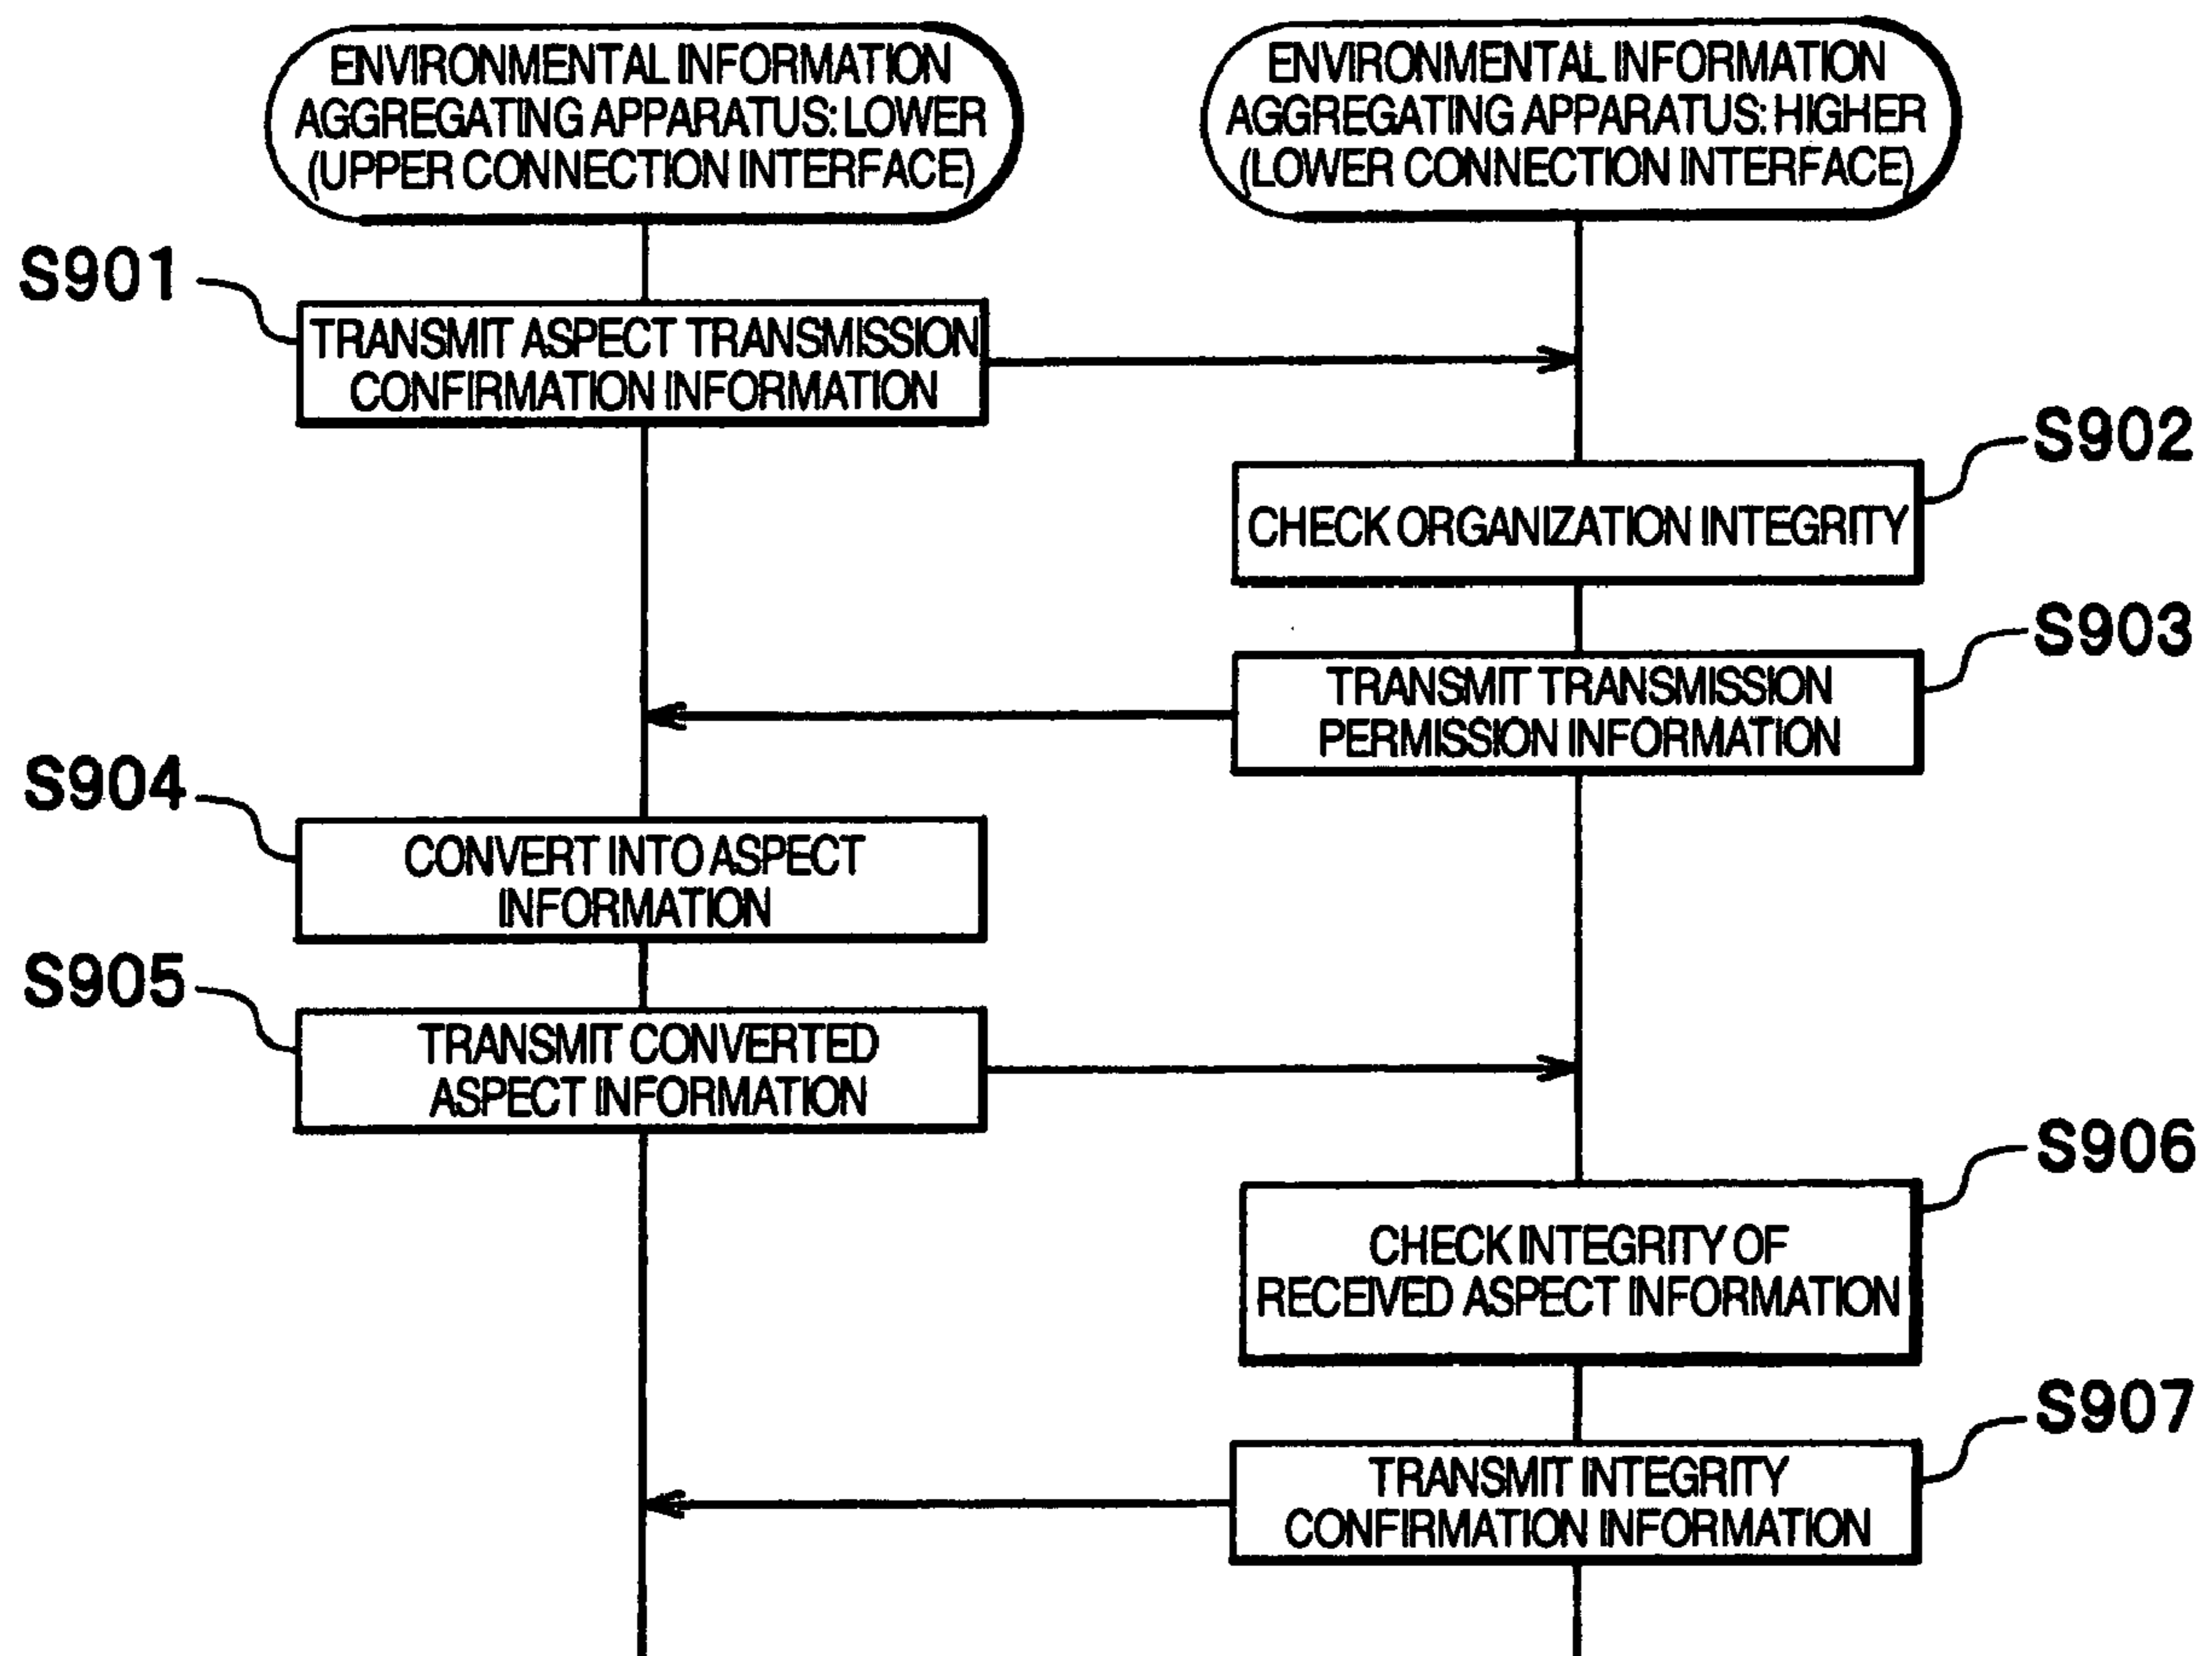 ENVIRONMENTAL INFORMATION
AGGREGATING APPARATUS: LOWER
(UPPER CONNECTION INTERFACE)
ENVIRONMENTAL INFORMATION
AGGREGATING APPARATUS: HIGHER
(LOWER CONNECTION INTERFACE)
S901
TRANSMIT ASPECT TRANSMISSION
CONFIRMATION INFORMATION
S902
CHECK ORGANIZATION INTEGRITY
S903
TRANSMIT TRANSMISSION
PERMISSION INFORMATION
S904
CONVERT INTO ASPECT
INFORMATION
S905
TRANSMIT CONVERTED
ASPECT INFORMATION
S906
CHECK INTEGRITY OF
RECEIVED ASPECT INFORMATION
S907
TRANSMIT INTEGRITY
CONFIRMATION INFORMATION